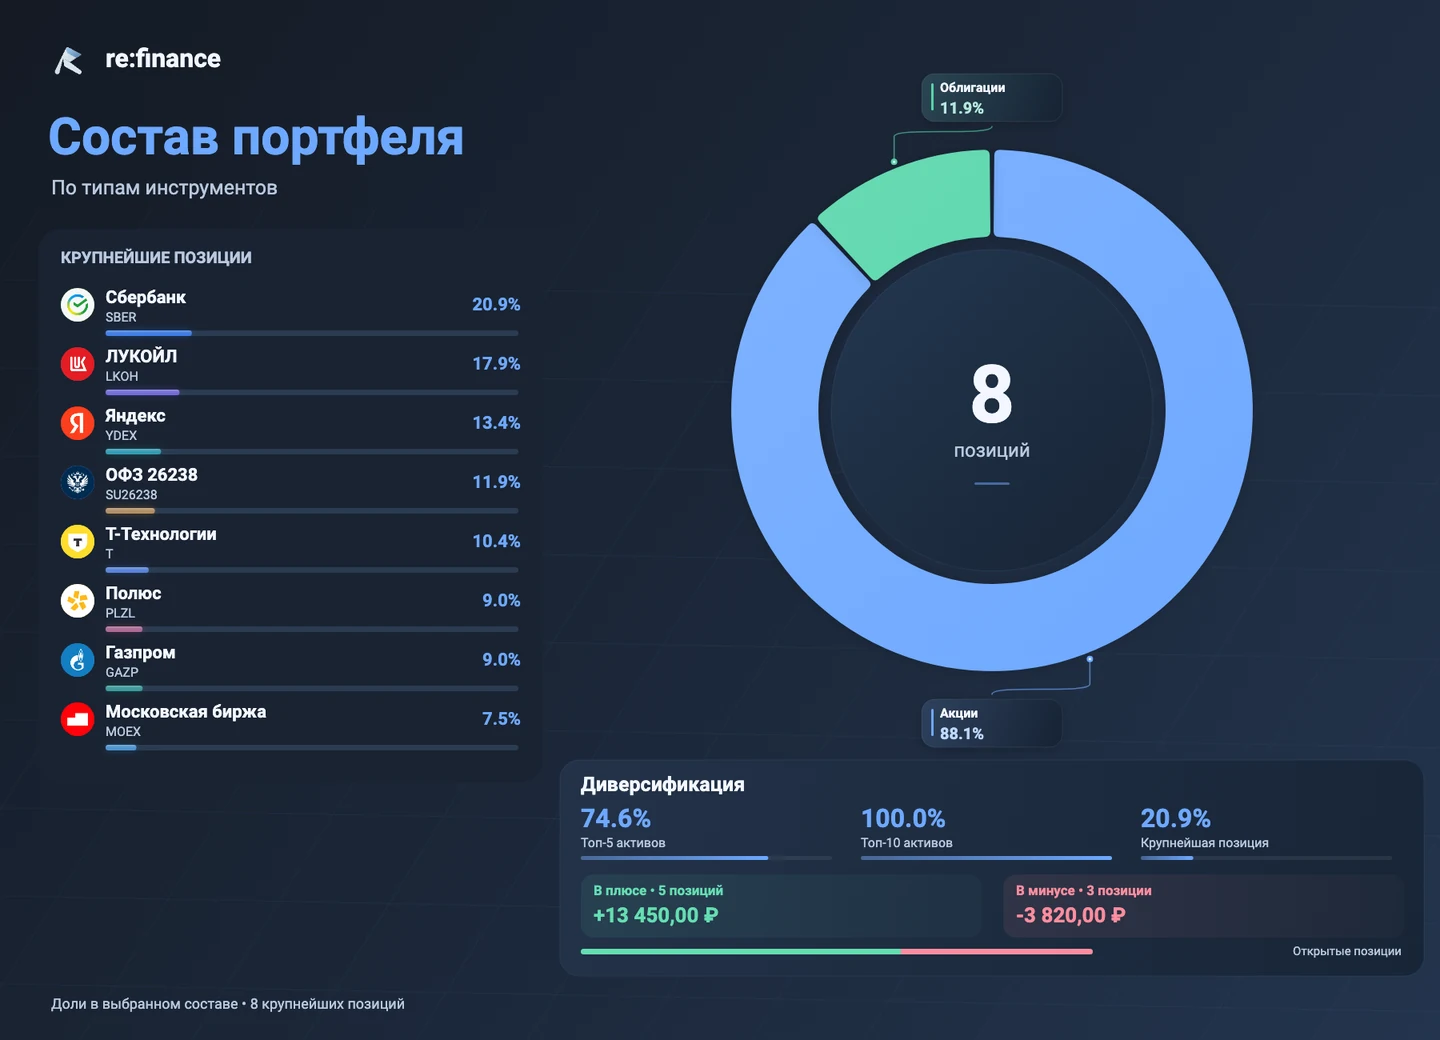 re:finance
Состав портфеля
По типам инструментов
КРУПНЕЙШИЕ ПОЗИЦИИ
Сбербанк
SBER
20.9%
ЛУКОЙЛ
LKOH
17.9%
Яндекс
YDEX
13.4%
ОФЗ 26238
SU26238
11.9%
Т-Технологии
T
10.4%
Полюс
PLZL
9.0%
Газпром
GAZP
9.0%
Московская биржа
MOEX
7.5%
Облигации
11.9%
8
позиций
Акции
88.1%
Диверсификация
74.6%
Топ-5 активов
100.0%
Топ-10 активов
20.9%
Крупнейшая позиция
В плюсе • 5 позиций
+13 450,00 ₽
В минусе • 3 позиции
-3 820,00 ₽
Открытые позиции
Доли в выбранном составе • 8 крупнейших позиций